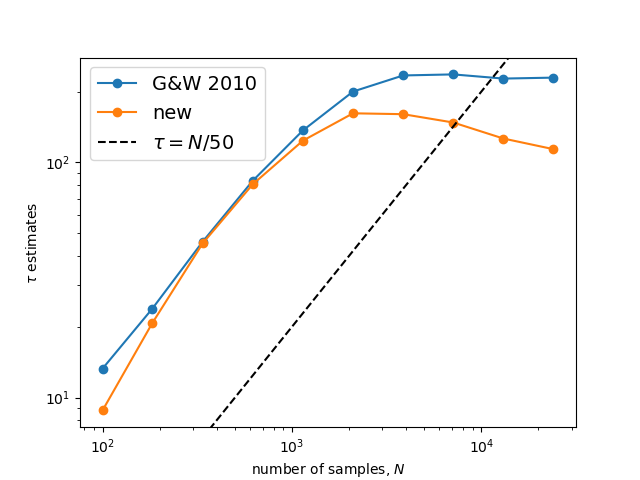 G&W 2010
new
τ = N/50
10²
10¹
τ estimates
10² 10³ 10⁴
number of samples, N